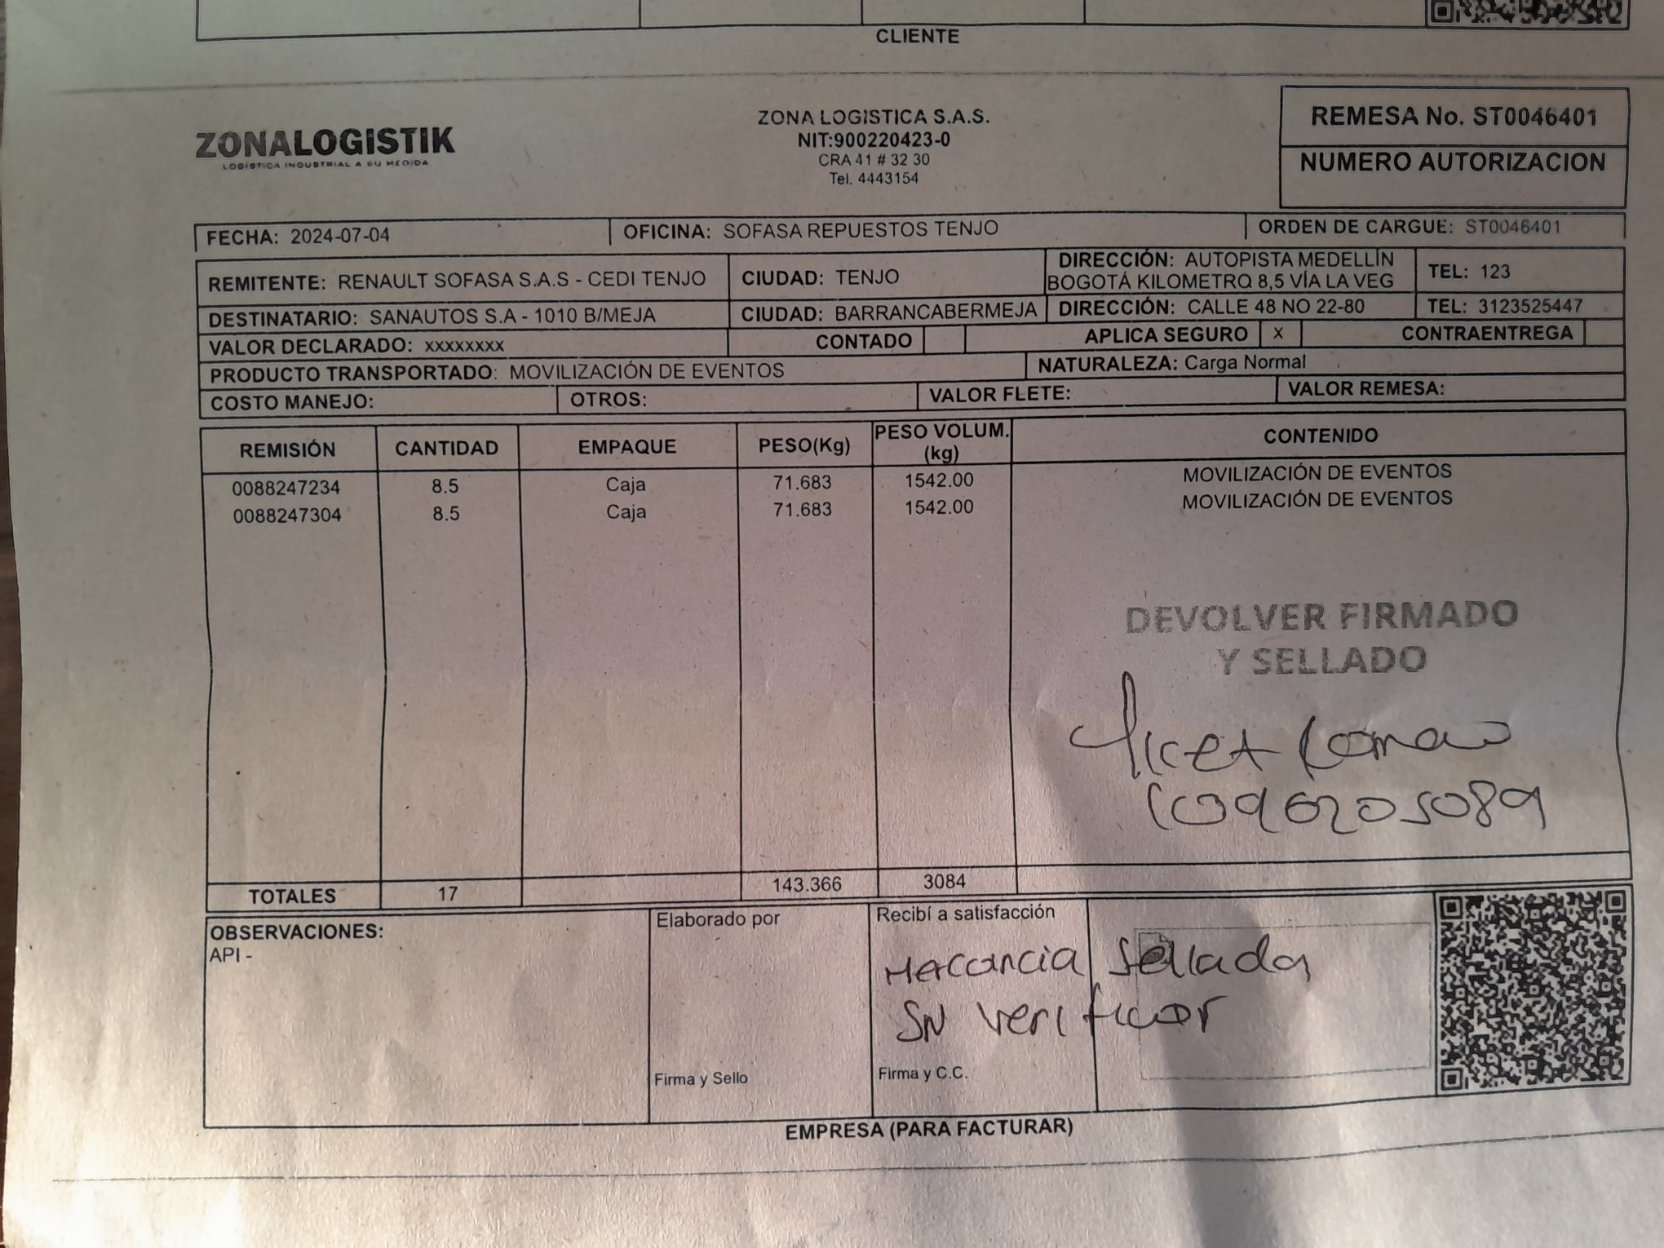 CLIENTE
ZONALOGISTIK
LOGISTICA INDUSTRIAL A SU MEDIDA
ZONA LOGISTICA S.A.S.
NIT:900220423-0
CRA 41 # 32 30
Tel. 4443154
REMESA No. ST0046401
NUMERO AUTORIZACION
FECHA: 2024-07-04 OFICINA: SOFASA REPUESTOS TENJO ORDEN DE CARGUE: ST0046401
REMITENTE: RENAULT SOFASA S.A.S - CEDI TENJO CIUDAD: TENJO DIRECCIÓN: AUTOPISTA MEDELLÍN BOGOTÁ KILOMETRO 8,5 VÍA LA VEG TEL: 123
DESTINATARIO: SANAUTOS S.A - 1010 B/MEJA CIUDAD: BARRANCABERMEJA DIRECCIÓN: CALLE 48 NO 22-80 TEL: 3123525447
VALOR DECLARADO: xxxxxxxx CONTADO APLICA SEGURO x CONTRAENTREGA
PRODUCTO TRANSPORTADO: MOVILIZACIÓN DE EVENTOS NATURALEZA: Carga Normal
COSTO MANEJO: OTROS: VALOR FLETE: VALOR REMESA:
REMISIÓN CANTIDAD EMPAQUE PESO(Kg) PESO VOLUM. (kg) CONTENIDO
0088247234 8.5 Caja 71.683 1542.00 MOVILIZACIÓN DE EVENTOS
0088247304 8.5 Caja 71.683 1542.00 MOVILIZACIÓN DE EVENTOS
DEVOLVER FIRMADO
Y SELLADO
1096205089
TOTALES 17 143.366 3084
OBSERVACIONES:
API -
Elaborado por
Firma y Sello
Recibí a satisfacción
Mercancia Sellada
Sn verificar
Firma y C.C.
EMPRESA (PARA FACTURAR)